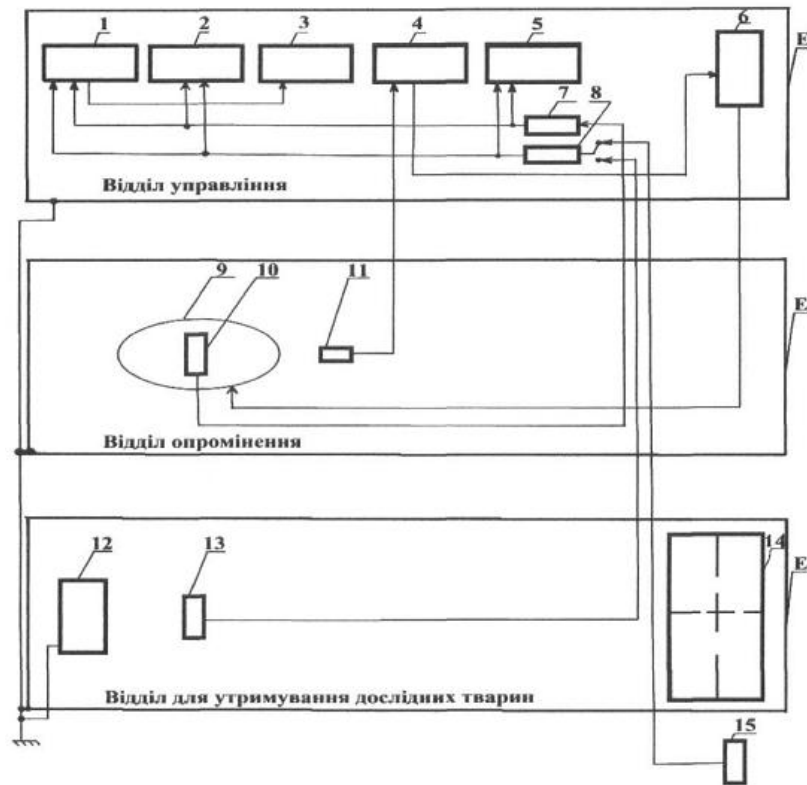 1 2 3 4 5 6
E
7 8
Відділ управління
9 10 11
E
Відділ опромінення
12 13 14
E
Відділ для утримування дослідних тварин
15